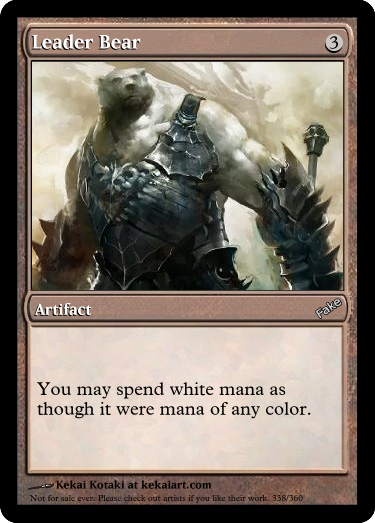 Leader Bear 3
Artifact Fake
You may spend white mana as
though it were mana of any color.
Kekai Kotaki at kekaiart.com
Not for sale ever. Please check out artists if you like their work. 338/360